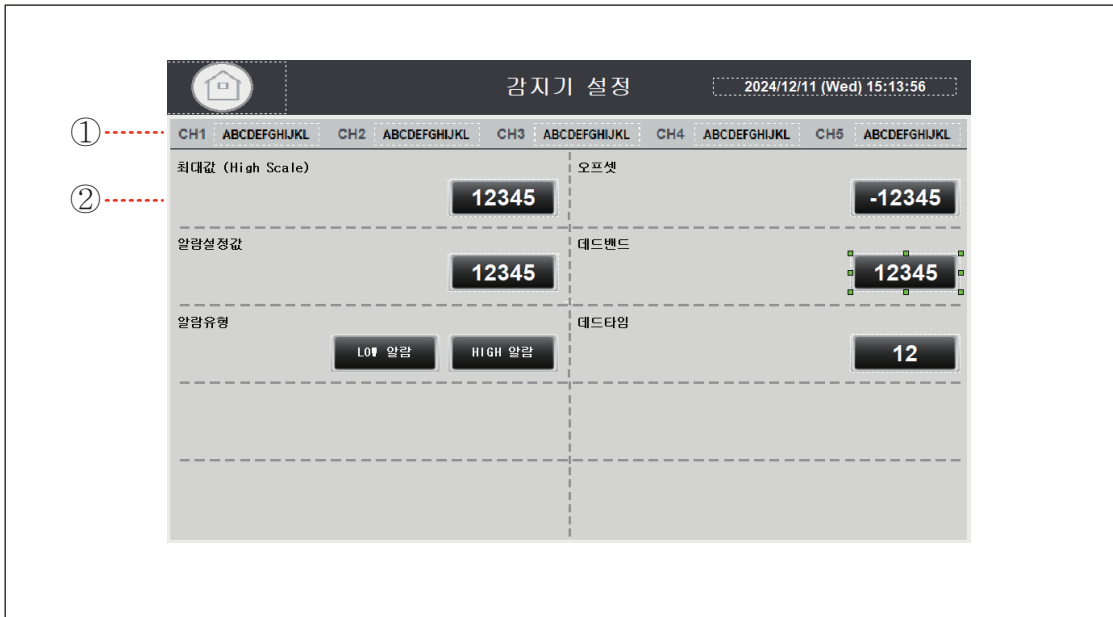 감지기 설정 2024/12/11 (Wed) 15:13:56
① CH1 ABCDEFGHIJKL CH2 ABCDEFGHIJKL CH3 ABCDEFGHIJKL CH4 ABCDEFGHIJKL CH5 ABCDEFGHIJKL
최대값 (High Scale) 오프셋
② 12345 -12345
알람설정값 데드밴드
12345 12345
알람유형 데드타임
LOW 알람 HIGH 알람 12